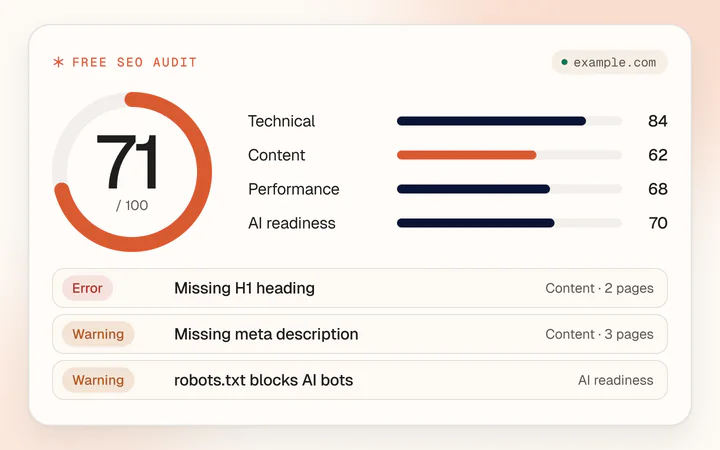 FREE SEO AUDIT
example.com
71
/ 100
Technical 84
Content 62
Performance 68
AI readiness 70
Error Missing H1 heading Content · 2 pages
Warning Missing meta description Content · 3 pages
Warning robots.txt blocks AI bots AI readiness